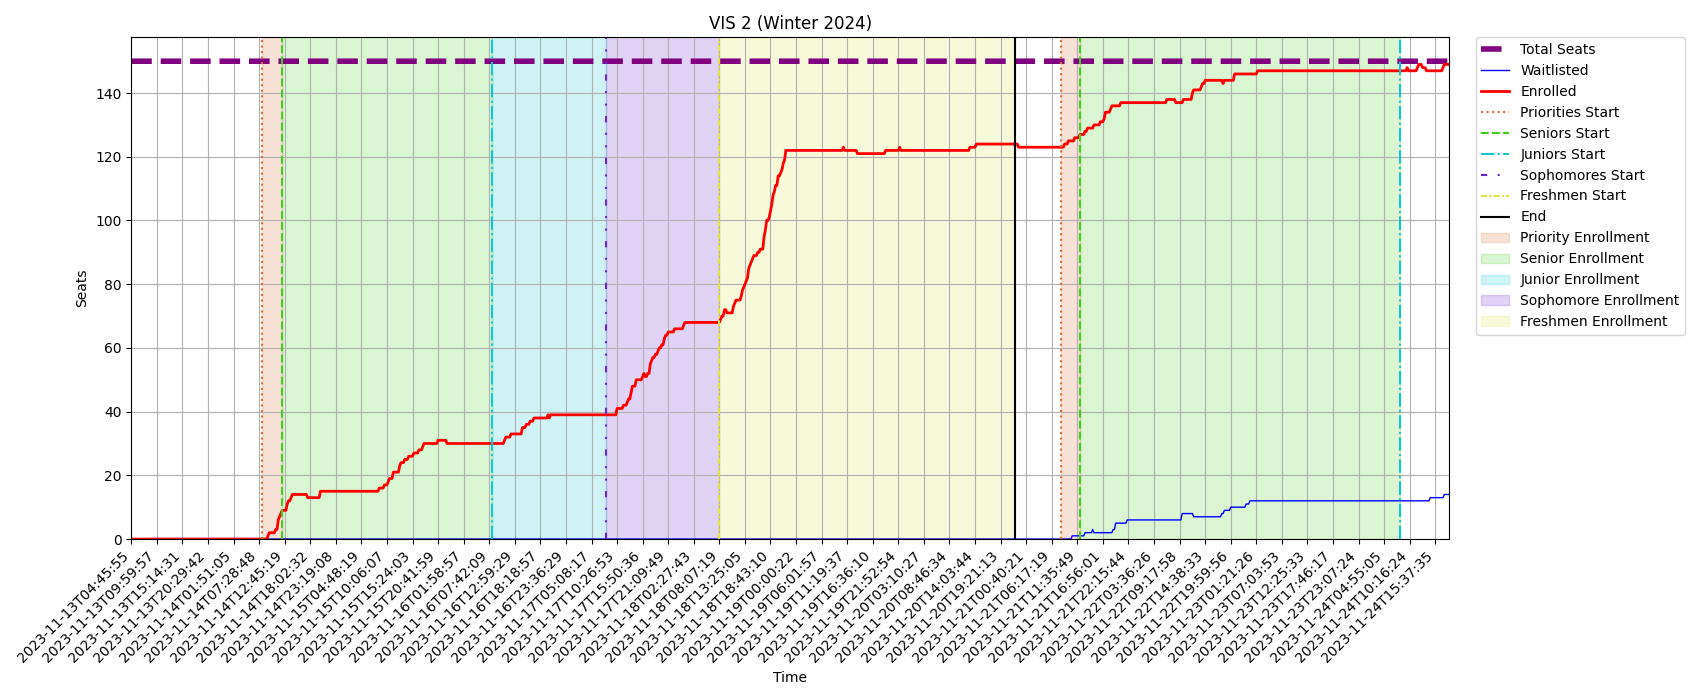 VIS 2 (Winter 2024)
Seats
140
120
100
80
60
40
20
0
2023-11-13T04:45:55
2023-11-13T09:59:57
2023-11-13T15:14:31
2023-11-13T20:29:42
2023-11-14T01:51:05
2023-11-14T07:28:48
2023-11-14T12:45:19
2023-11-14T18:02:32
2023-11-14T23:19:08
2023-11-15T04:48:19
2023-11-15T10:06:07
2023-11-15T15:24:03
2023-11-15T20:41:59
2023-11-16T01:58:57
2023-11-16T07:42:09
2023-11-16T12:59:29
2023-11-16T18:18:57
2023-11-16T23:36:29
2023-11-17T05:08:17
2023-11-17T10:26:53
2023-11-17T15:50:36
2023-11-17T21:09:49
2023-11-18T02:27:43
2023-11-18T08:07:19
2023-11-18T13:25:05
2023-11-18T18:43:10
2023-11-19T00:00:22
2023-11-19T06:01:57
2023-11-19T11:19:37
2023-11-19T16:36:10
2023-11-19T21:52:54
2023-11-20T03:10:27
2023-11-20T08:46:34
2023-11-20T14:03:44
2023-11-20T19:21:13
2023-11-21T00:40:21
2023-11-21T06:17:19
2023-11-21T11:35:49
2023-11-21T16:56:01
2023-11-21T22:15:44
2023-11-22T03:36:26
2023-11-22T09:17:58
2023-11-22T14:38:33
2023-11-22T19:59:56
2023-11-23T01:21:26
2023-11-23T07:03:53
2023-11-23T12:25:33
2023-11-23T17:46:17
2023-11-23T23:07:24
2023-11-24T04:55:05
2023-11-24T10:16:24
2023-11-24T15:37:35
Time
Total Seats
Waitlisted
Enrolled
Priorities Start
Seniors Start
Juniors Start
Sophomores Start
Freshmen Start
End
Priority Enrollment
Senior Enrollment
Junior Enrollment
Sophomore Enrollment
Freshmen Enrollment